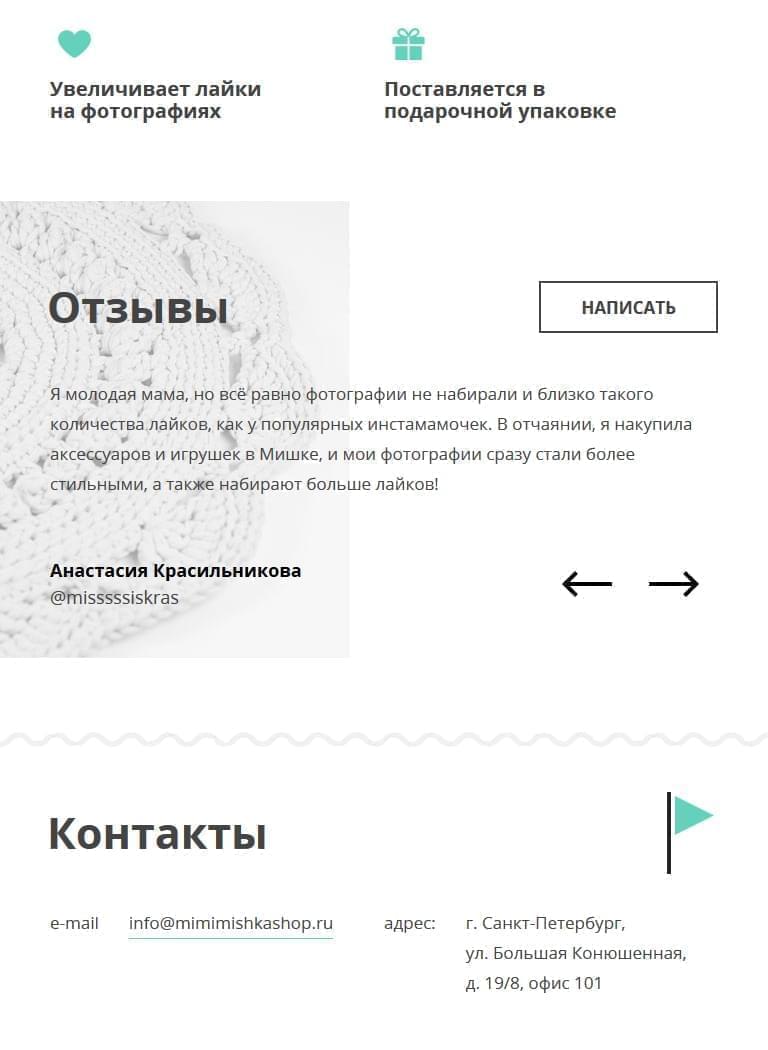 Увеличивает лайки
на фотографиях
Поставляется в
подарочной упаковке
Отзывы
НАПИСАТЬ
Я молодая мама, но всё равно фотографии не набирали и близко такого
количества лайков, как у популярных инстамамочек. В отчаянии, я накупила
аксессуаров и игрушек в Мишке, и мои фотографии сразу стали более
стильными, а также набирают больше лайков!
Анастасия Красильникова
@misssssiskras
Контакты
e-mail info@mimimishkashop.ru
адрес: г. Санкт-Петербург,
ул. Большая Конюшенная,
д. 19/8, офис 101